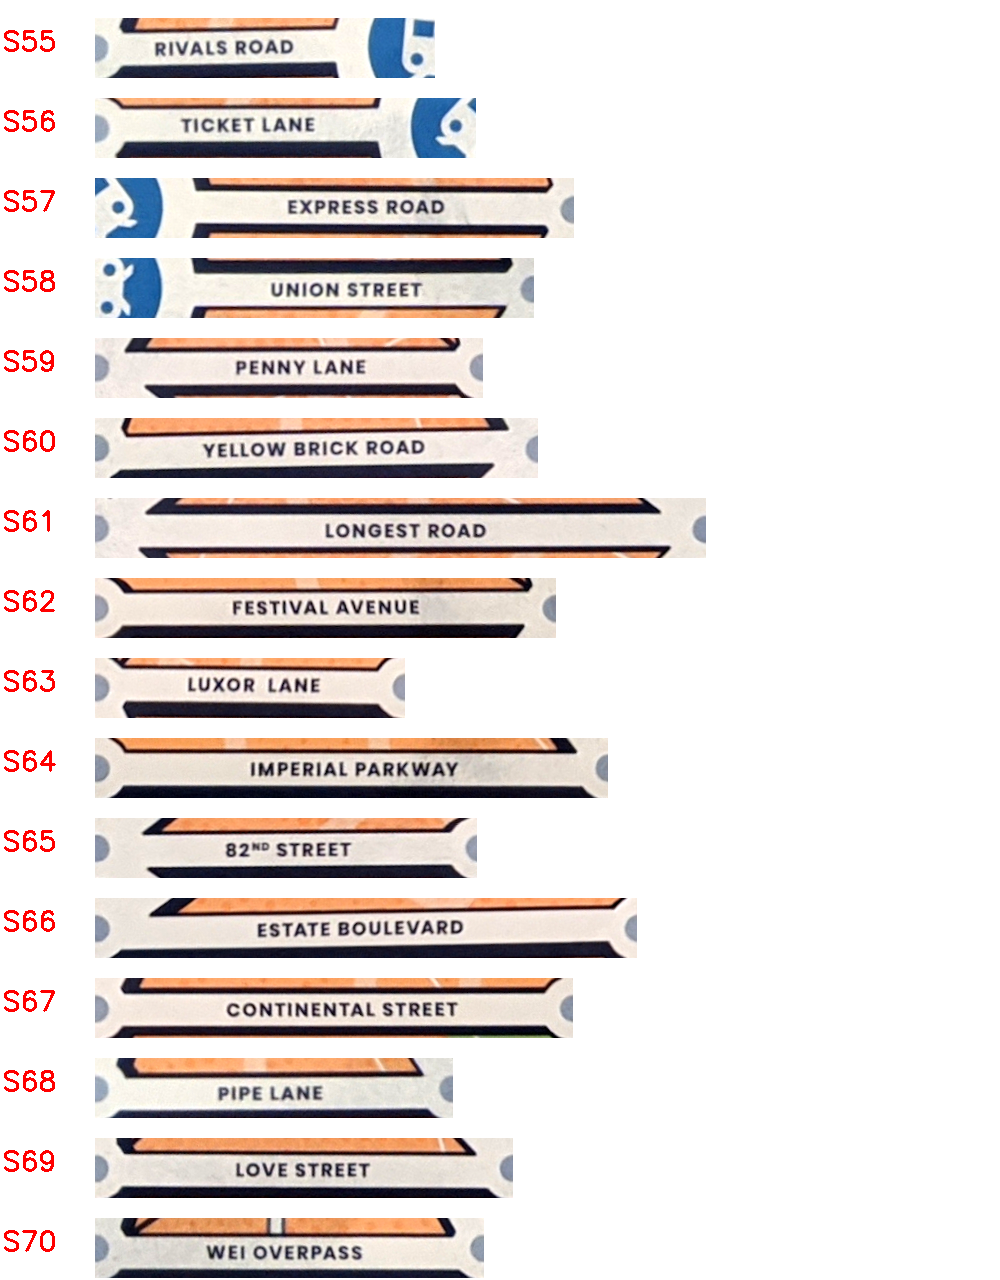 S55 RIVALS ROAD
S56 TICKET LANE
S57 EXPRESS ROAD
S58 UNION STREET
S59 PENNY LANE
S60 YELLOW BRICK ROAD
S61 LONGEST ROAD
S62 FESTIVAL AVENUE
S63 LUXOR LANE
S64 IMPERIAL PARKWAY
S65 82ND STREET
S66 ESTATE BOULEVARD
S67 CONTINENTAL STREET
S68 PIPE LANE
S69 LOVE STREET
S70 WEI OVERPASS